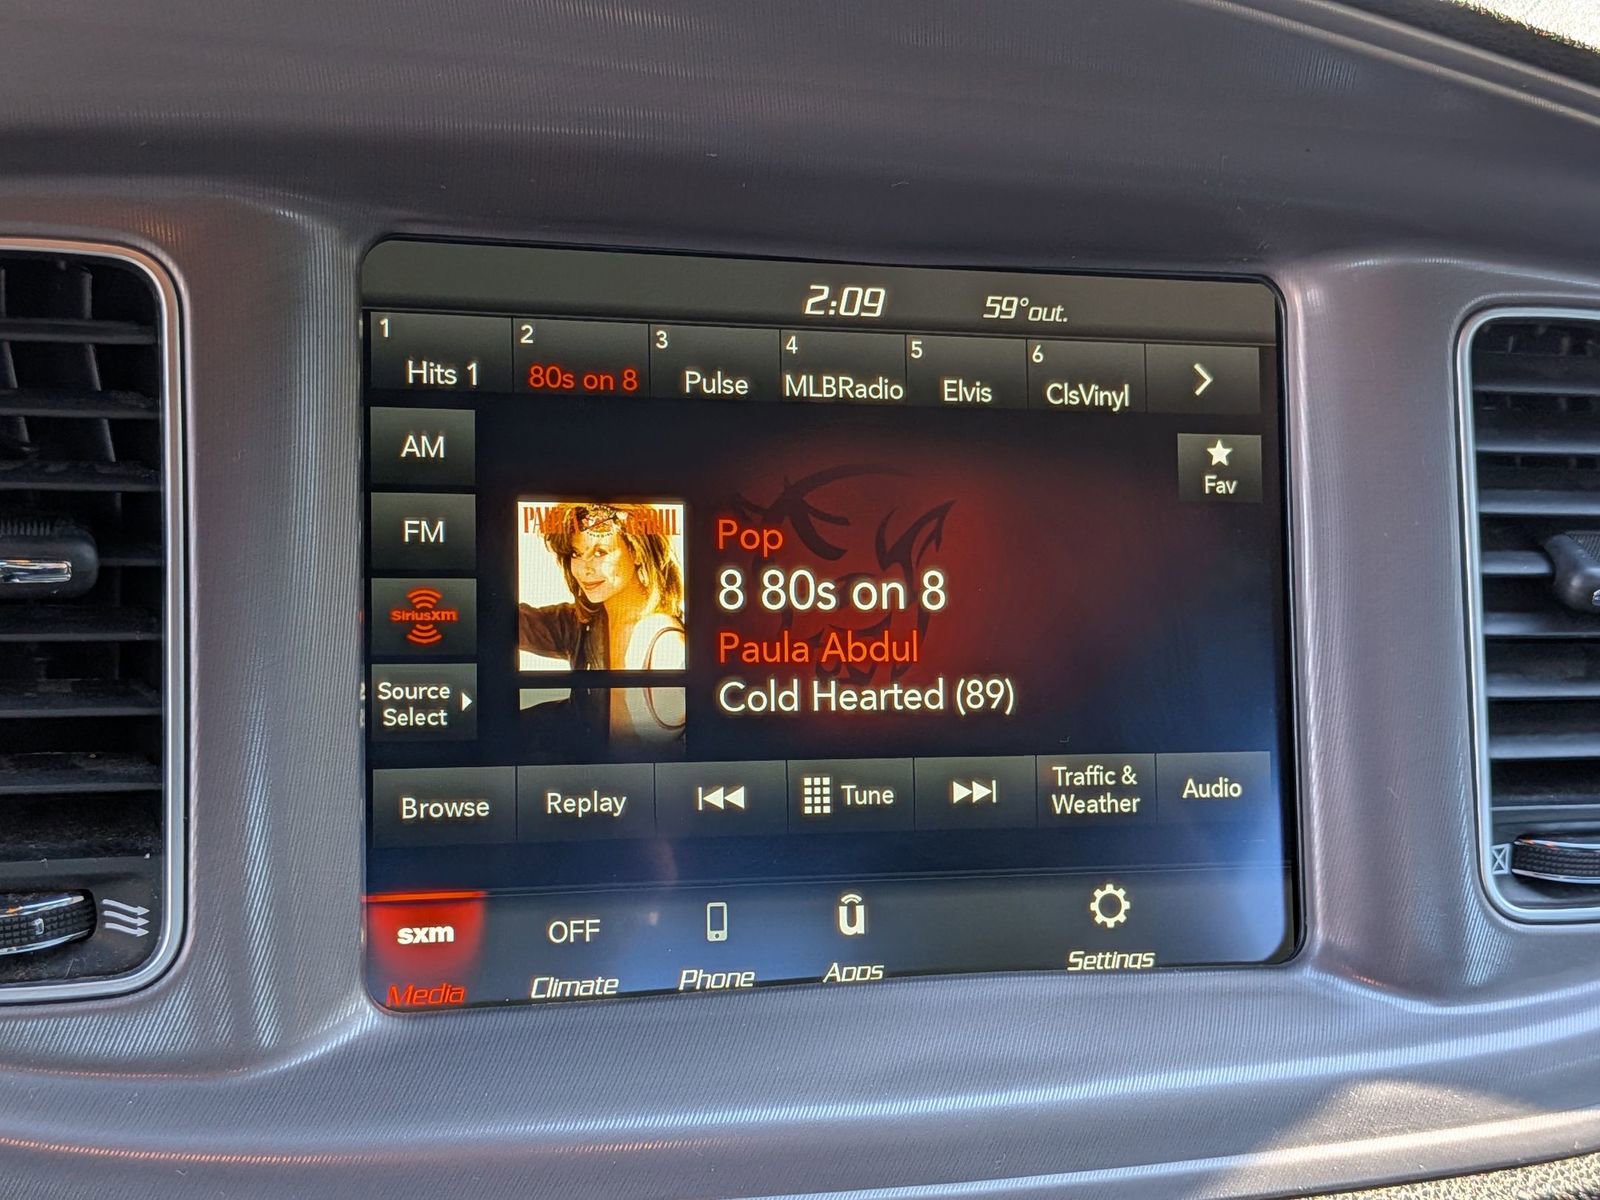 2:09 59°out.
1 2 3 4 5 6
Hits 1 80s on 8 Pulse MLBRadio Elvis ClsVinyl
AM
Fav
FM
PAULA ABDUL
Pop
8 80s on 8
SiriusXM
Paula Abdul
Cold Hearted (89)
Source
Select
Browse Replay Tune Traffic &
Weather Audio
sxm OFF
Media Climate Phone Apps Settings